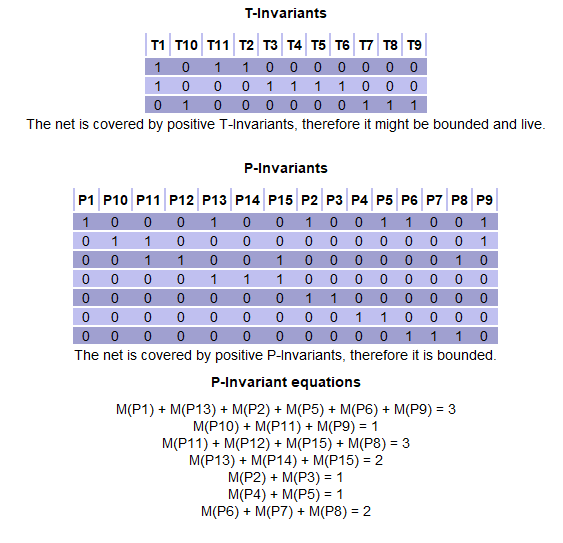 T-Invariants
T1 T10 T11 T2 T3 T4 T5 T6 T7 T8 T9
1 0 1 1 0 0 0 0 0 0 0
1 0 0 0 1 1 1 1 0 0 0
0 1 0 0 0 0 0 0 1 1 1
The net is covered by positive T-Invariants, therefore it might be bounded and live.
P-Invariants
P1 P10 P11 P12 P13 P14 P15 P2 P3 P4 P5 P6 P7 P8 P9
1 0 0 0 1 0 0 1 0 0 1 1 0 0 1
0 1 1 0 0 0 0 0 0 0 0 0 0 0 1
0 0 1 1 0 0 1 0 0 0 0 0 0 1 0
0 0 0 0 1 1 1 0 0 0 0 0 0 0 0
0 0 0 0 0 0 0 1 1 0 0 0 0 0 0
0 0 0 0 0 0 0 0 0 1 1 0 0 0 0
0 0 0 0 0 0 0 0 0 0 0 1 1 1 0
The net is covered by positive P-Invariants, therefore it is bounded.
P-Invariant equations
M(P1) + M(P13) + M(P2) + M(P5) + M(P6) + M(P9) = 3
M(P10) + M(P11) + M(P9) = 1
M(P11) + M(P12) + M(P15) + M(P8) = 3
M(P13) + M(P14) + M(P15) = 2
M(P2) + M(P3) = 1
M(P4) + M(P5) = 1
M(P6) + M(P7) + M(P8) = 2